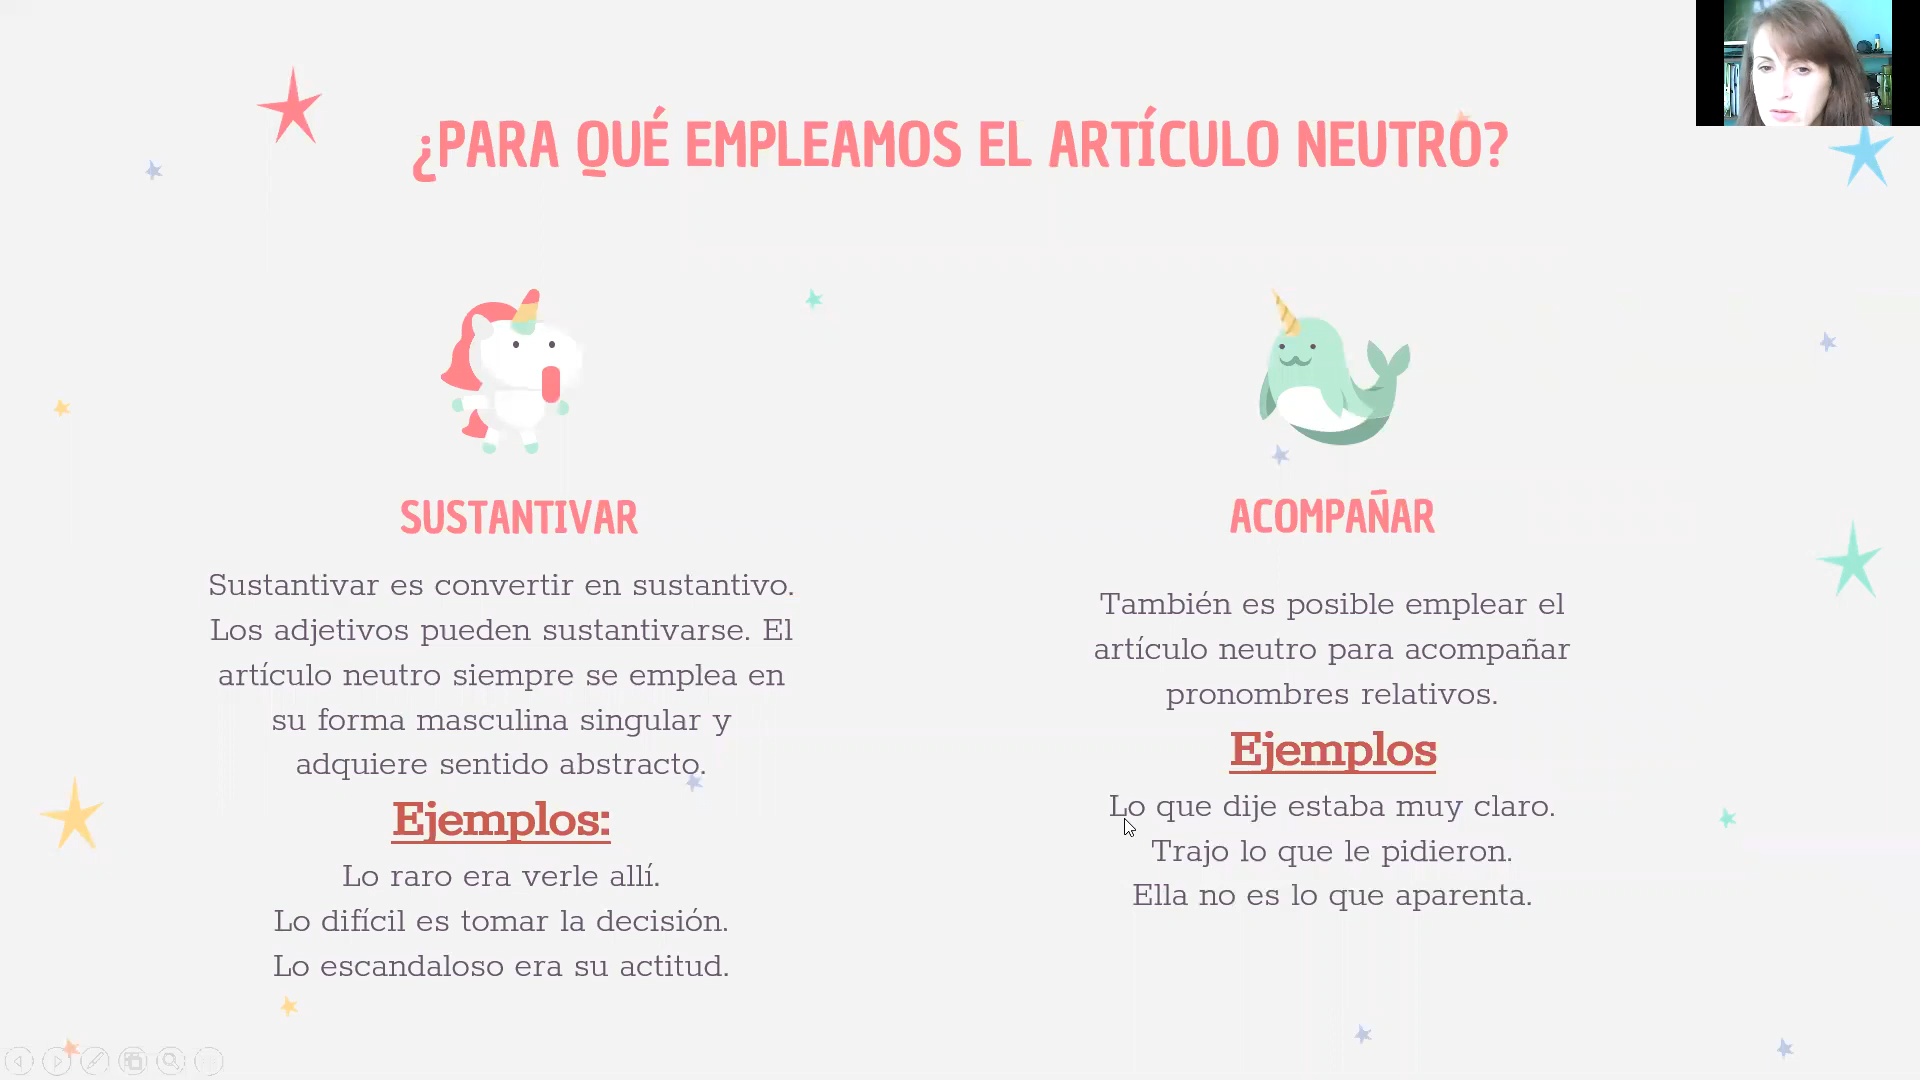 ¿PARA QUÉ EMPLEAMOS EL ARTÍCULO NEUTRO?
SUSTANTIVAR
Sustantivar es convertir en sustantivo.
Los adjetivos pueden sustantivarse. El
artículo neutro siempre se emplea en
su forma masculina singular y
adquiere sentido abstracto.
Ejemplos:
Lo raro era verle allí.
Lo difícil es tomar la decisión.
Lo escandaloso era su actitud.
ACOMPAÑAR
También es posible emplear el
artículo neutro para acompañar
pronombres relativos.
Ejemplos
Lo que dije estaba muy claro.
Trajo lo que le pidieron.
Ella no es lo que aparenta.